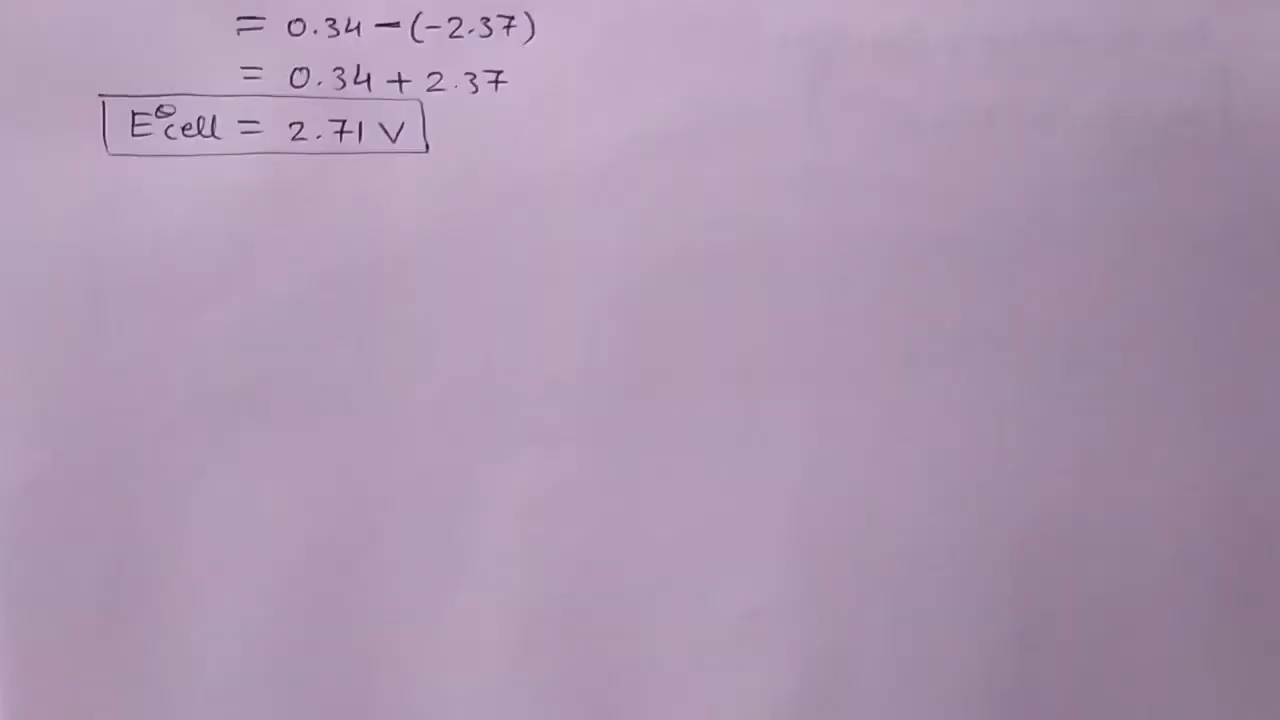 = 0.34 - (-2.37)
= 0.34 + 2.37
E⊖cell = 2.71 V